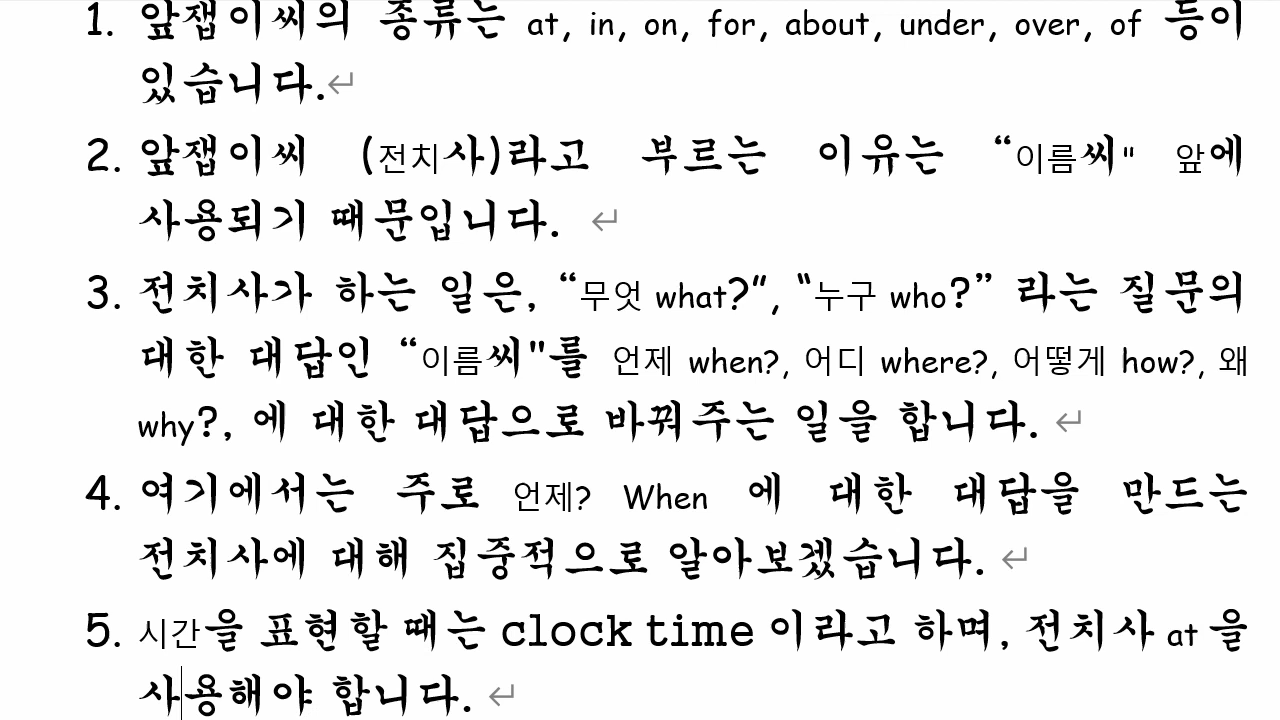 1. 앞잽이씨의 종류는 at, in, on, for, about, under, over, of 등이
있습니다.↵
2. 앞잽이씨 (전치사)라고 부르는 이유는 “이름씨" 앞에
사용되기 때문입니다. ↵
3. 전치사가 하는 일은, “무엇 what?”, “누구 who?” 라는 질문의
대한 대답인 “이름씨"를 언제 when?, 어디 where?, 어떻게 how?, 왜
why?, 에 대한 대답으로 바꿔주는 일을 합니다. ↵
4. 여기에서는 주로 언제? When 에 대한 대답을 만드는
전치사에 대해 집중적으로 알아보겠습니다. ↵
5. 시간을 표현할 때는 clock time 이라고 하며, 전치사 at 을
사용해야 합니다. ↵